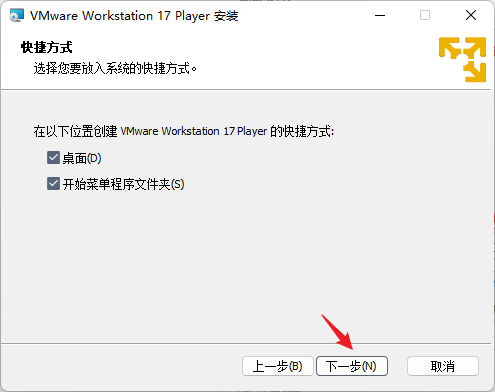 VMware Workstation 17 Player 安装
快捷方式
选择您要放入系统的快捷方式。
在以下位置创建 VMware Workstation 17 Player 的快捷方式:
桌面(D)
开始菜单程序文件夹(S)
上一步(B) 下一步(N) 取消